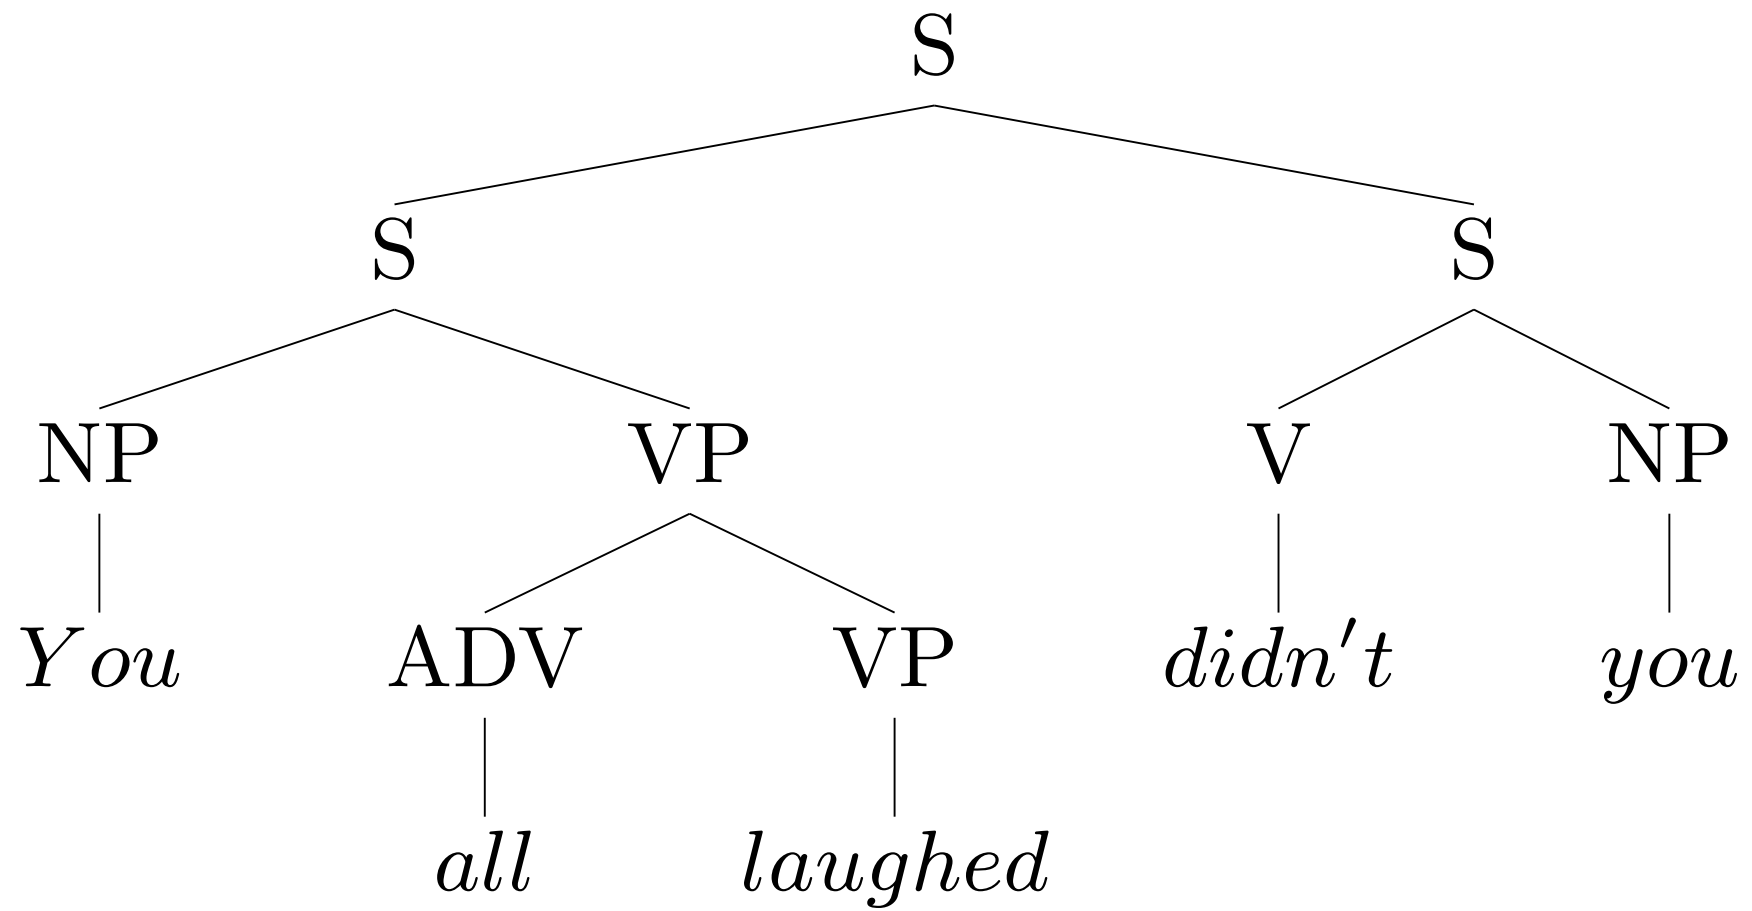 S
S S
NP VP V NP
You ADV VP didn't you
all laughed